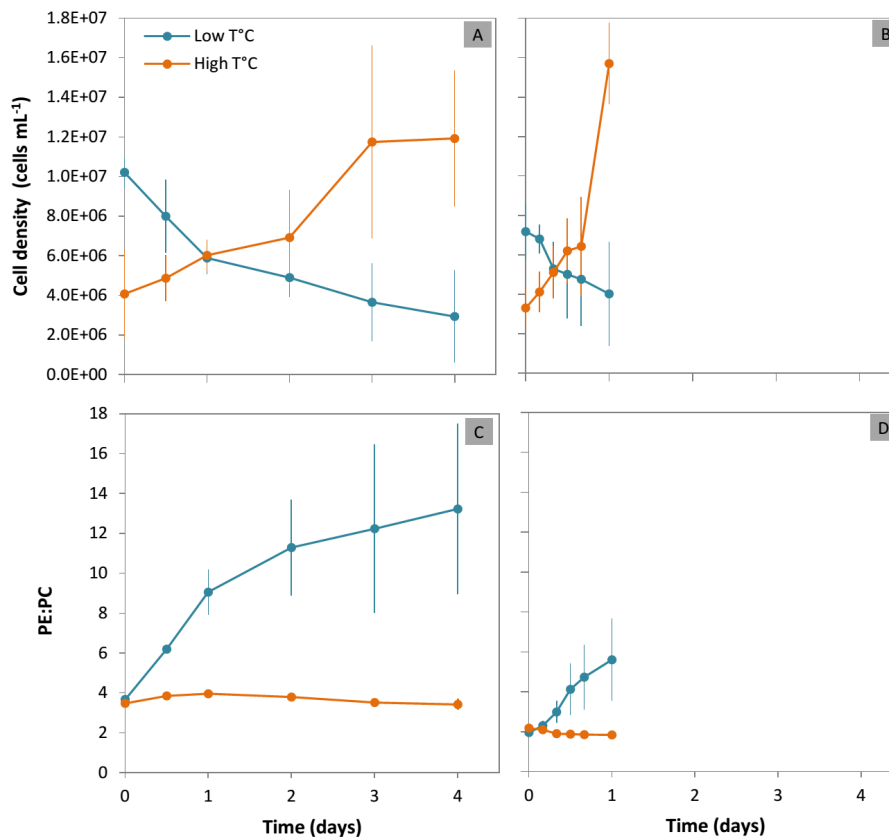 1.8E+07
1.6E+07
1.4E+07
1.2E+07
1.0E+07
8.0E+06
6.0E+06
4.0E+06
2.0E+06
0.0E+00
Cell density (cells mL⁻¹)
Low T°C
High T°C
A
B
18
16
14
12
10
8
6
4
2
0
PE:PC
C
D
0 1 2 3 4
Time (days)
0 1 2 3 4
Time (days)